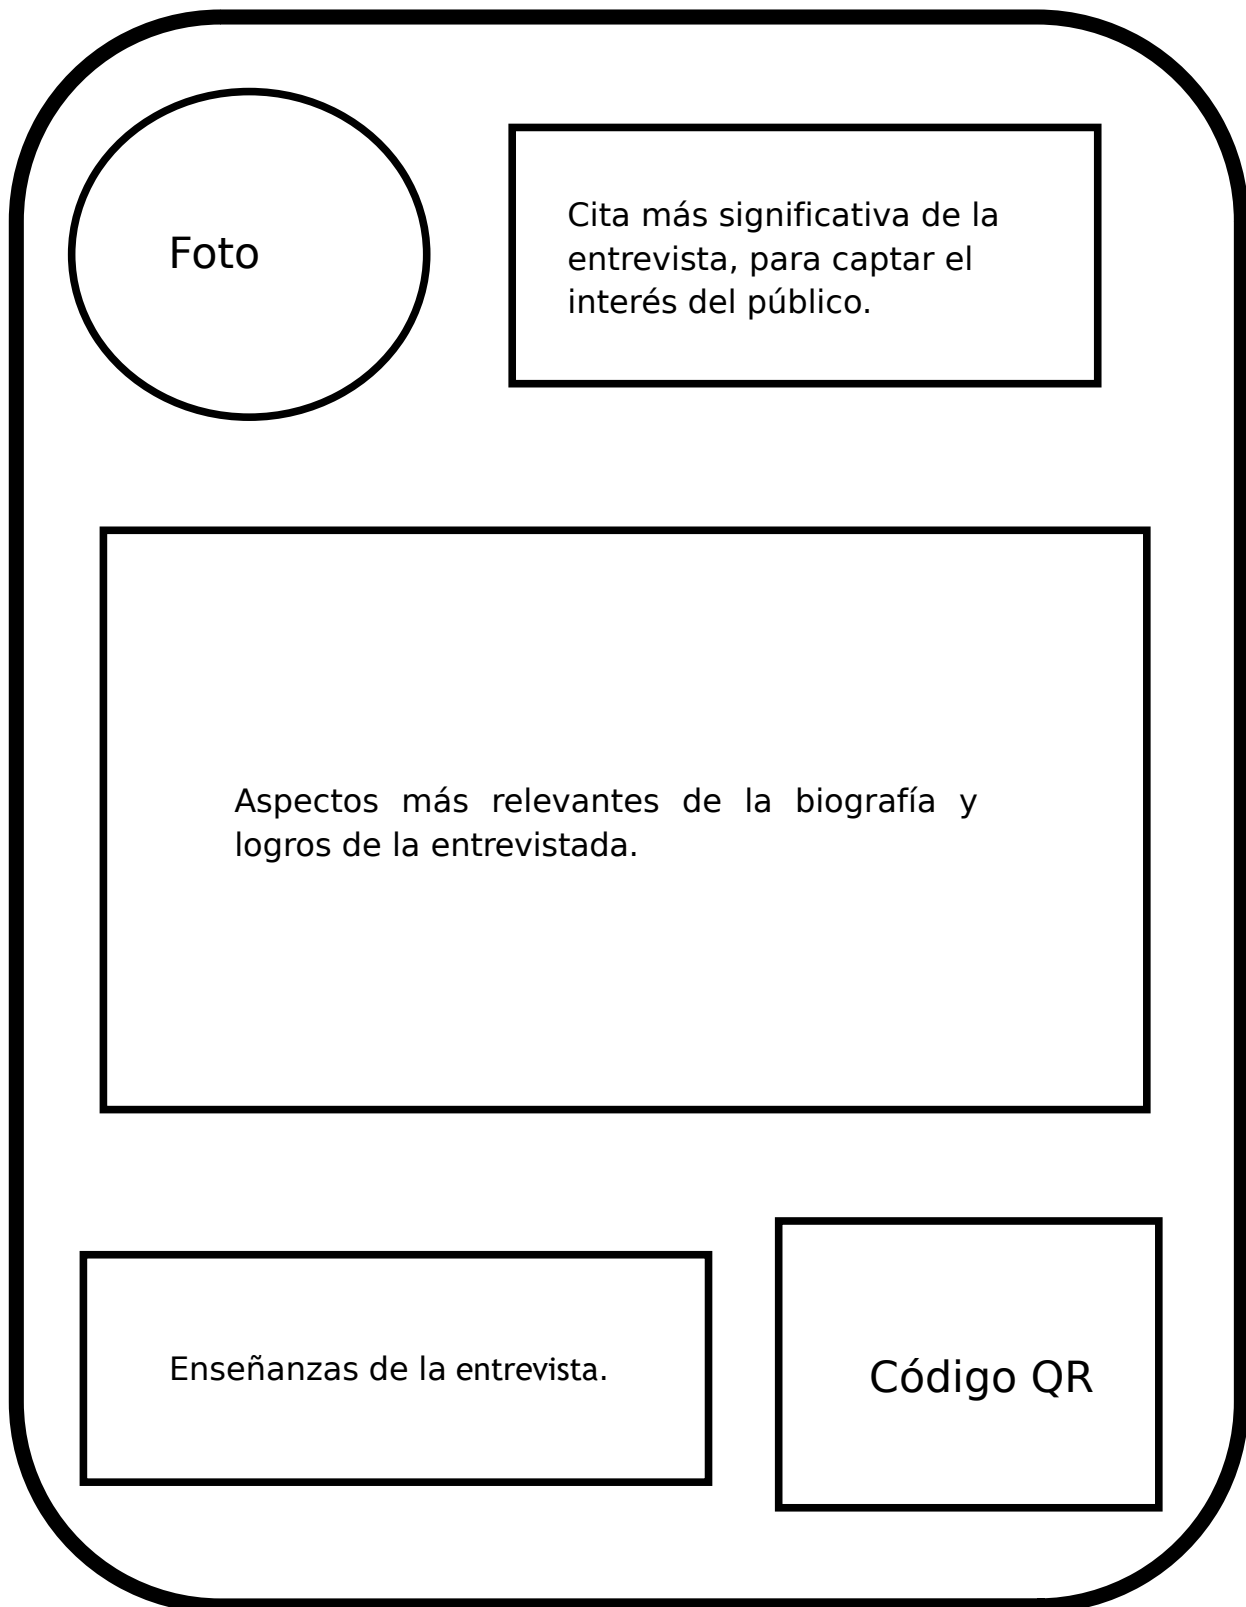 Foto
Cita más significativa de la
entrevista, para captar el
interés del público.
Aspectos más relevantes de la biografía y
logros de la entrevistada.
Enseñanzas de la entrevista.
Código QR